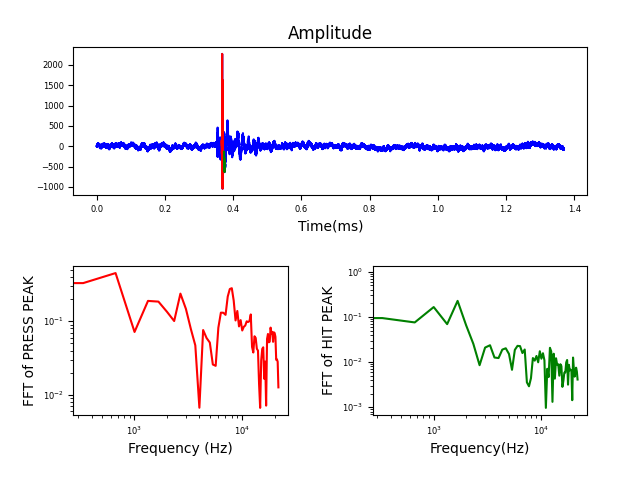 Amplitude
2000
1500
1000
500
0
−500
−1000
0.0 0.2 0.4 0.6 0.8 1.0 1.2 1.4
Time(ms)
FFT of PRESS PEAK
10⁻¹
10⁻²
10³ 10⁴
Frequency (Hz)
FFT of HIT PEAK
10⁰
10⁻¹
10⁻²
10⁻³
10³ 10⁴
Frequency(Hz)